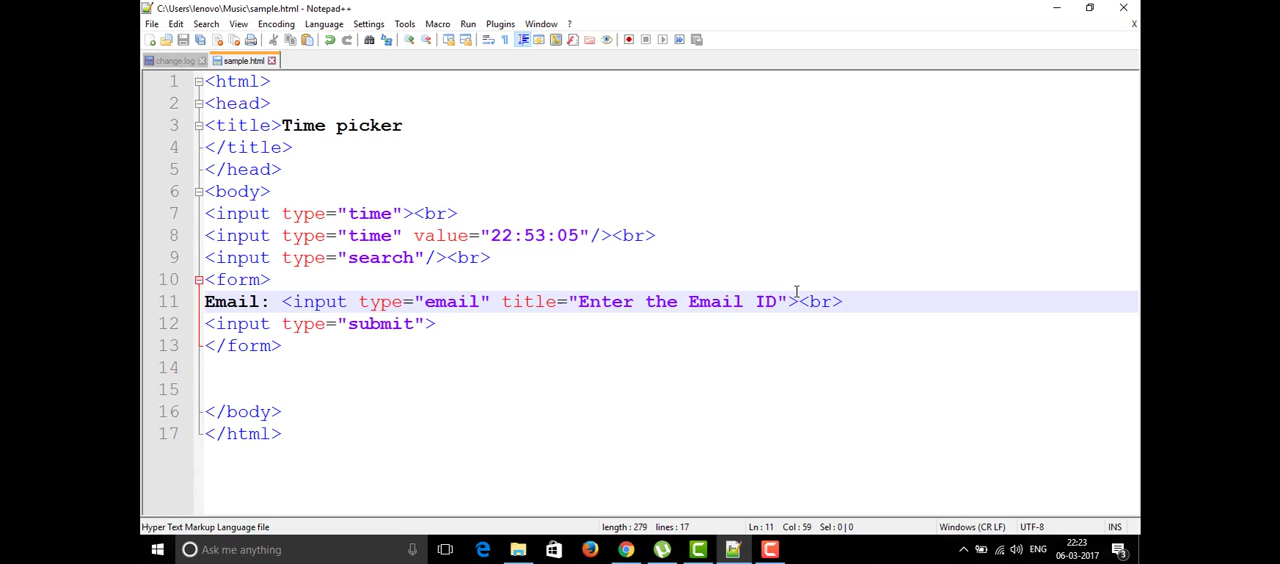 C:\Users\lenovo\Music\sample.html - Notepad++
File Edit Search View Encoding Language Settings Tools Macro Run Plugins Window ? X
change.log sample.html
1 <html>
2 <head>
3 <title>Time picker
4 </title>
5 </head>
6 <body>
7 <input type="time"><br>
8 <input type="time" value="22:53:05"/><br>
9 <input type="search"/><br>
10 <form>
11 Email: <input type="email" title="Enter the Email ID"><br>
12 <input type="submit">
13 </form>
14
15
16 </body>
17 </html>
Hyper Text Markup Language file length : 279 lines : 17 Ln : 11 Col : 59 Sel : 0 | 0 Windows (CR LF) UTF-8 INS
Ask me anything ENG 22:23
06-03-2017 3